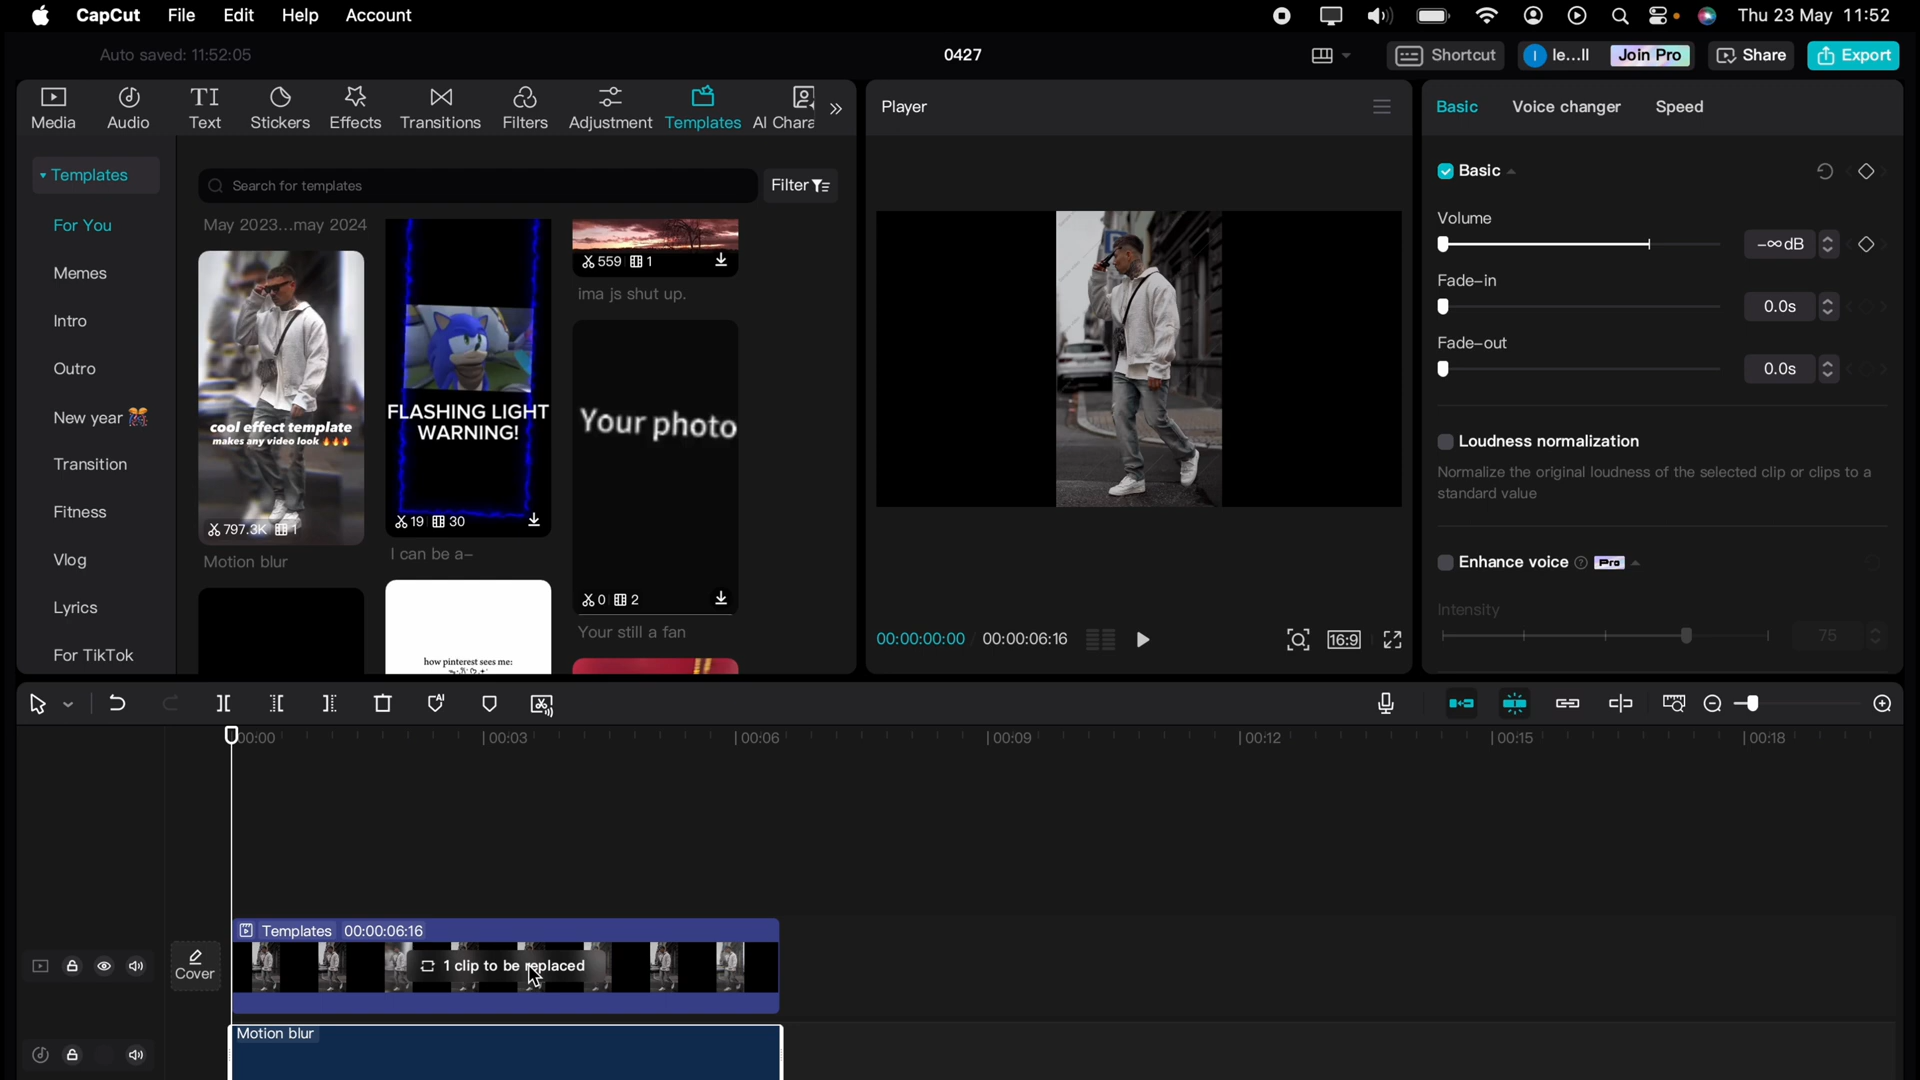 CapCut File Edit Help Account Thu 23 May 11:52
Auto saved: 11:52:05 0427 Shortcut I le...ll Join Pro Share Export
Media Audio Text Stickers Effects Transitions Filters Adjustment Templates AI Chara
Templates
For You
Memes
Intro
Outro
New year
Transition
Fitness
Vlog
Lyrics
For TikTok
Search for templates Filter
May 2023...may 2024
cool effect template
makes any video look
797.3K 1
Motion blur
FLASHING LIGHT
WARNING!
19 30
I can be a-
how pinterest sees me:
559 1
ima js shut up.
Your photo
0 2
Your still a fan
Player
00:00:00:00 00:00:06:16 16:9
Basic Voice changer Speed
Basic
Volume
-∞dB
Fade-in
0.0s
Fade-out
0.0s
Loudness normalization
Normalize the original loudness of the selected clip or clips to a
standard value
Enhance voice ? Pro
Intensity
75
00:00 00:03 00:06 00:09 00:12 00:15 00:18
Templates 00:00:06:16
Cover
1 clip to be replaced
Motion blur